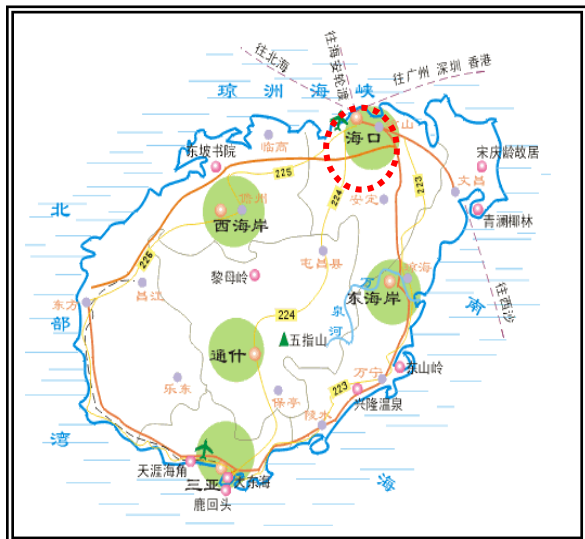 往北海
往海安轮渡
往广州 深圳 香港
琼洲海峡
临高
海口
山
东坡书院
225
223
宋庆龄故居
文昌
儋州
224
安定
青澜椰林
北部湾
西海岸
226
黎母岭
屯昌县
琼海
万泉河
东海岸
往西沙
南海
昌江
东方
224
五指山
通什
万宁
东山岭
乐东
保亭
223
兴隆温泉
陵水
天涯海角
三亚
大东海
鹿回头